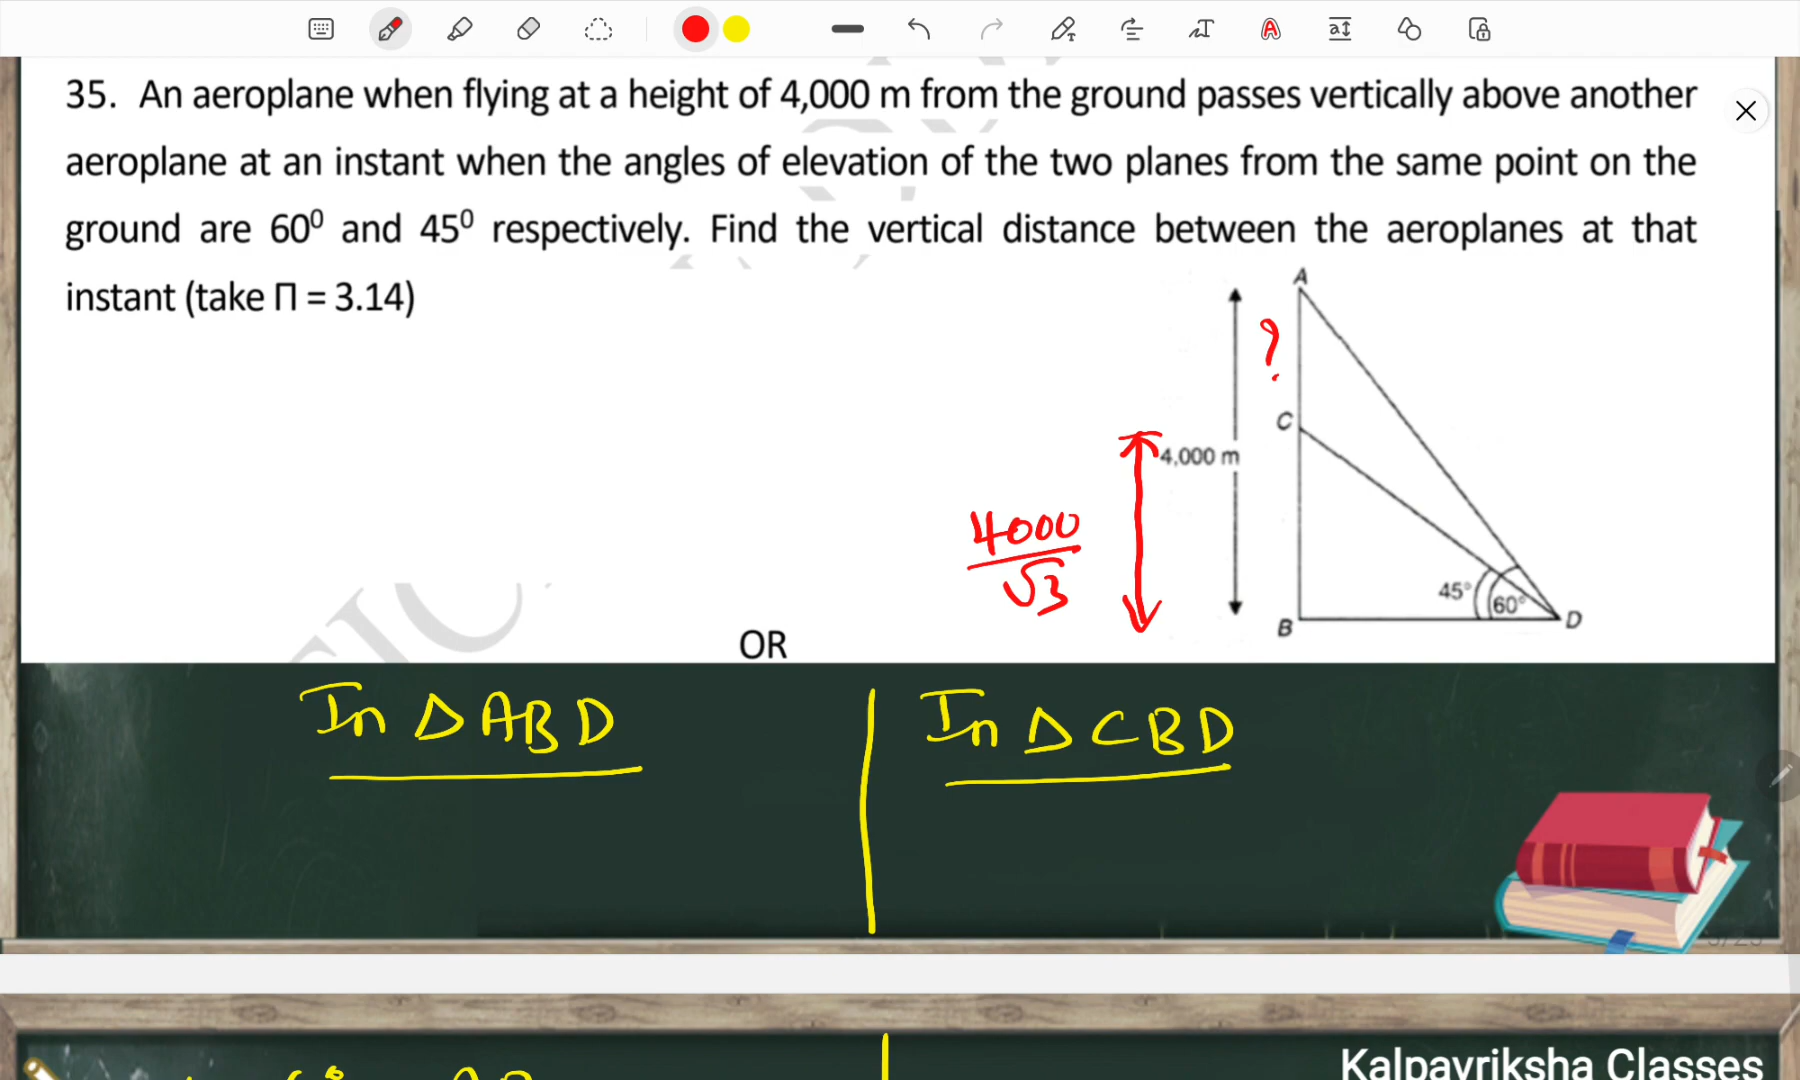 35. An aeroplane when flying at a height of 4,000 m from the ground passes vertically above another
aeroplane at an instant when the angles of elevation of the two planes from the same point on the
ground are 60⁰ and 45⁰ respectively. Find the vertical distance between the aeroplanes at that
instant (take Π = 3.14)
A
?
C
4,000 m
4000
√3
45°
60°
B
D
OR
In Δ ABD
In Δ CBD
Kalpavriksha Classes